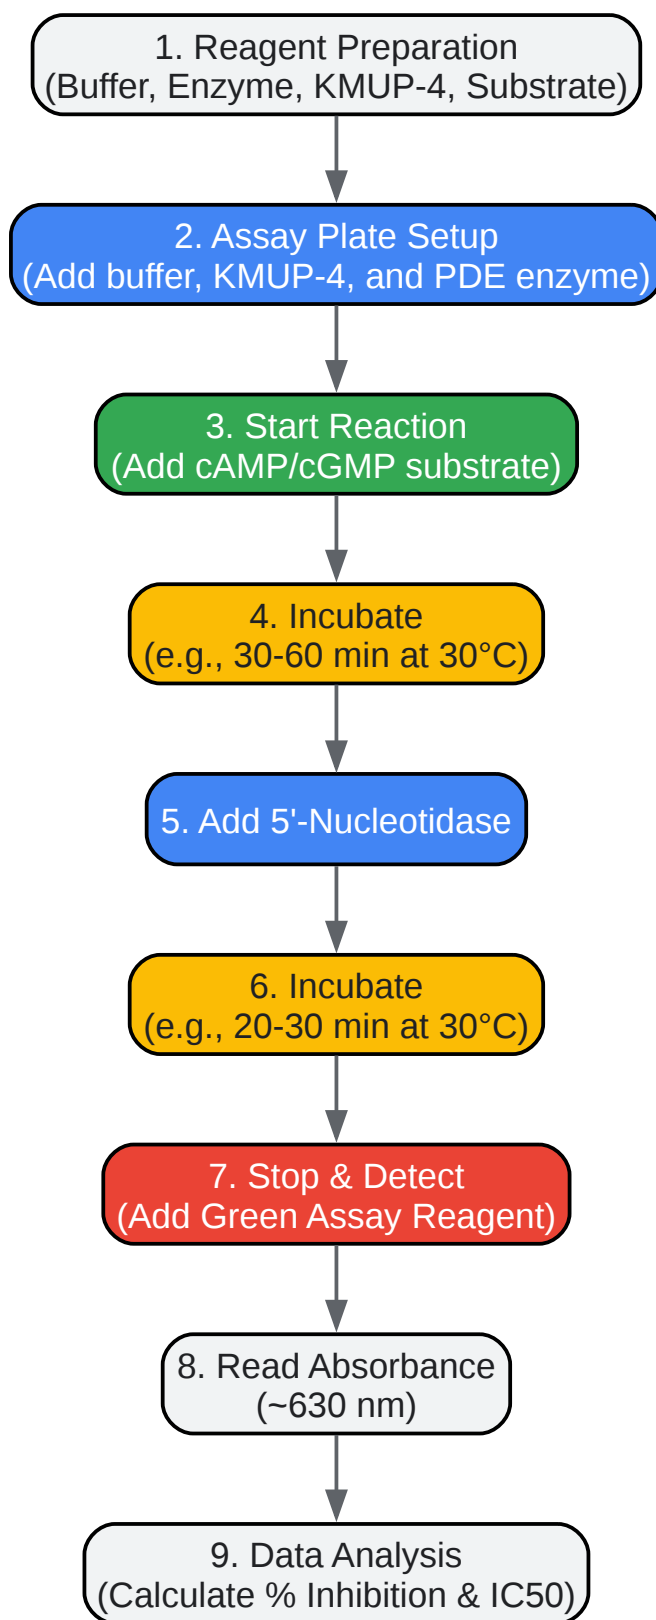 1. Reagent Preparation
(Buffer, Enzyme, KMUP-4, Substrate)
2. Assay Plate Setup
(Add buffer, KMUP-4, and PDE enzyme)
3. Start Reaction
(Add cAMP/cGMP substrate)
4. Incubate
(e.g., 30-60 min at 30°C)
5. Add 5'-Nucleotidase
6. Incubate
(e.g., 20-30 min at 30°C)
7. Stop & Detect
(Add Green Assay Reagent)
8. Read Absorbance
(~630 nm)
9. Data Analysis
(Calculate % Inhibition & IC50)